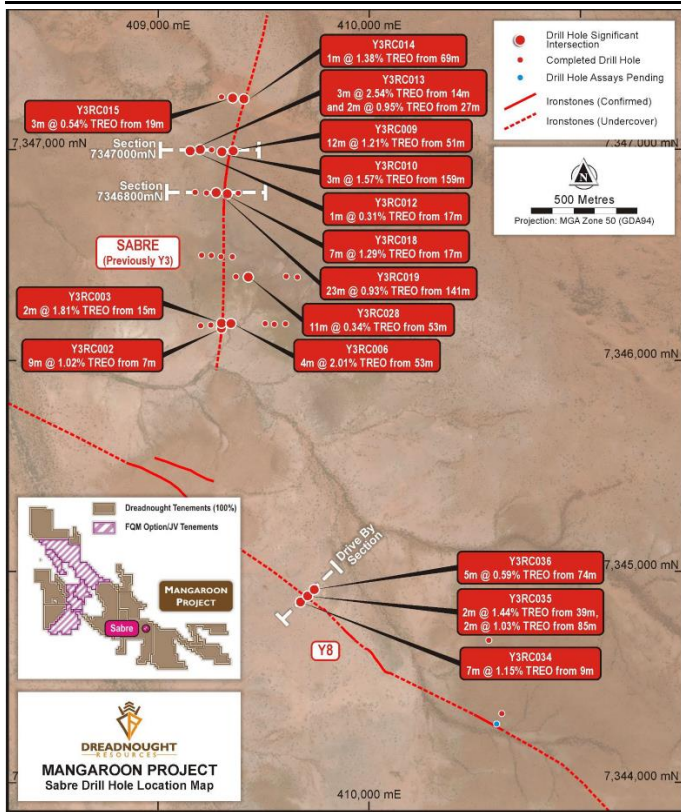 409,000 mE
410,000 mE
Y3RC014
1m @ 1.38% TREO from 69m
Y3RC013
3m @ 2.54% TREO from 14m
and 2m @ 0.95% TREO from 27m
Y3RC015
3m @ 0.54% TREO from 19m
Y3RC009
12m @ 1.21% TREO from 51m
7,347,000 mN
Section
7347000mN
Y3RC010
3m @ 1.57% TREO from 159m
Section
7346800mN
Y3RC012
1m @ 0.31% TREO from 17m
Y3RC018
7m @ 1.29% TREO from 17m
SABRE
(Previously Y3)
Y3RC019
23m @ 0.93% TREO from 141m
Y3RC003
2m @ 1.81% TREO from 15m
Y3RC028
11m @ 0.34% TREO from 53m
Y3RC002
9m @ 1.02% TREO from 7m
Y3RC006
4m @ 2.01% TREO from 53m
Drill Hole Significant
Intersection
Completed Drill Hole
Drill Hole Assays Pending
Ironstones (Confirmed)
Ironstones (Undercover)
7,347,000 mN
N
500 Metres
Projection: MGA Zone 50 (GDA94)
7,346,000 mN
Dreadnought Tenements (100%)
FQM Option/JV Tenements
MANGAROON
PROJECT
Sabre
Drive By
Section
Y3RC036
5m @ 0.59% TREO from 74m
Y3RC035
2m @ 1.44% TREO from 39m,
2m @ 1.03% TREO from 85m
Y3RC034
7m @ 1.15% TREO from 9m
7,345,000 mN
Y8
DREADNOUGHT
RESOURCES
MANGAROON PROJECT
Sabre Drill Hole Location Map
410,000 mE
7,344,000 mN